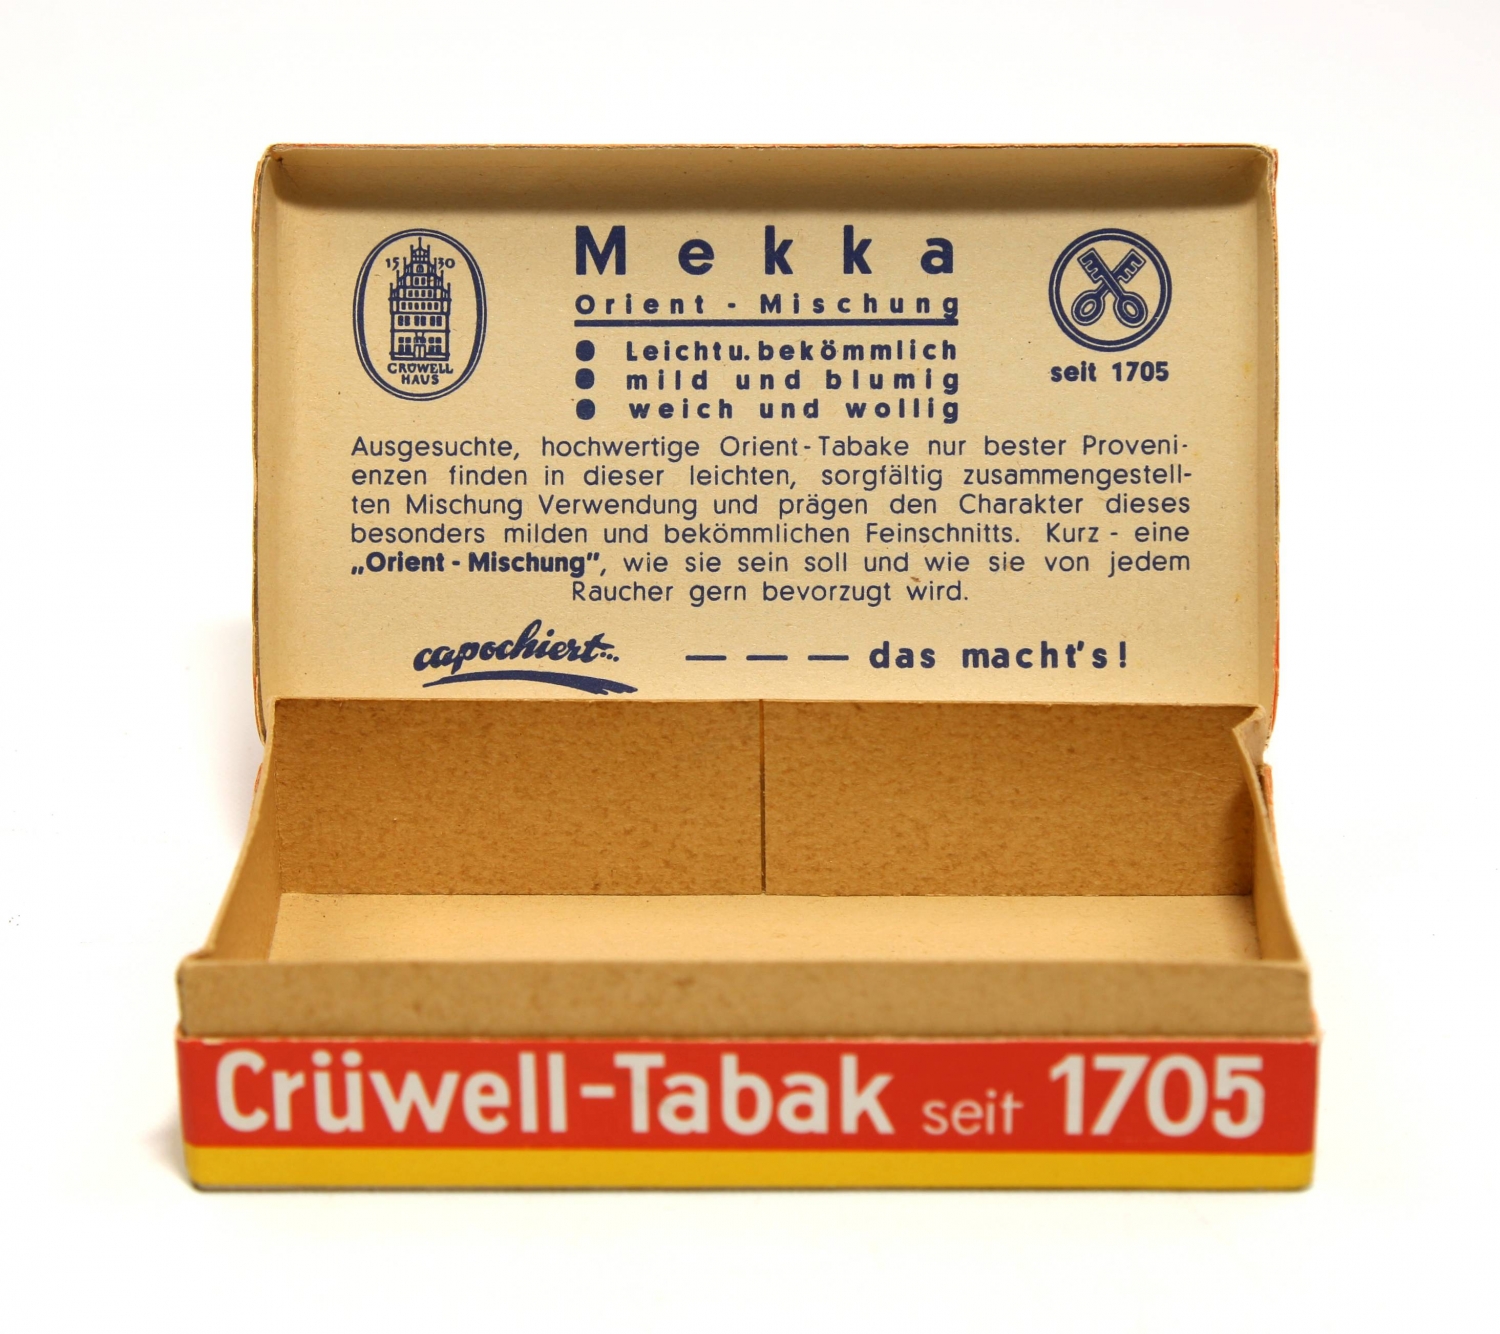 15 30
CRÜWELL
HAUS
Mekka
Orient - Mischung
● Leicht u. bekömmlich
● mild und blumig
● weich und wollig
seit 1705
Ausgesuchte, hochwertige Orient-Tabake nur bester Proveni-
enzen finden in dieser leichten, sorgfältig zusammengestell-
ten Mischung Verwendung und prägen den Charakter dieses
besonders milden und bekömmlichen Feinschnitts. Kurz - eine
„Orient - Mischung”, wie sie sein soll und wie sie von jedem
Raucher gern bevorzugt wird.
capochiert... — — — das macht's!
Crüwell-Tabak seit 1705